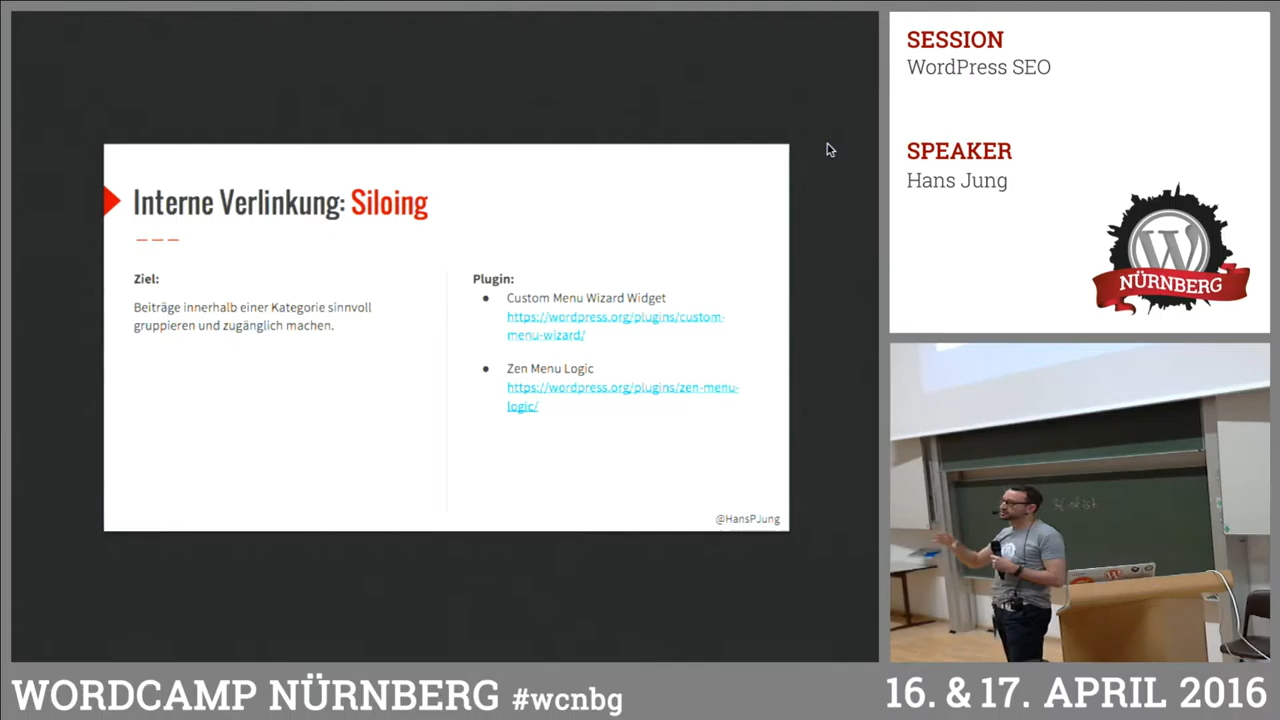 Interne Verlinkung: Siloing
Ziel:
Beiträge innerhalb einer Kategorie sinnvoll
gruppieren und zugänglich machen.
Plugin:
● Custom Menu Wizard Widget
https://wordpress.org/plugins/custom-
menu-wizard/
● Zen Menu Logic
https://wordpress.org/plugins/zen-menu-
logic/
@HansPJung
SESSION
WordPress SEO
SPEAKER
Hans Jung
W
NÜRNBERG
WORDCAMP NÜRNBERG #wcnbg
16. & 17. APRIL 2016